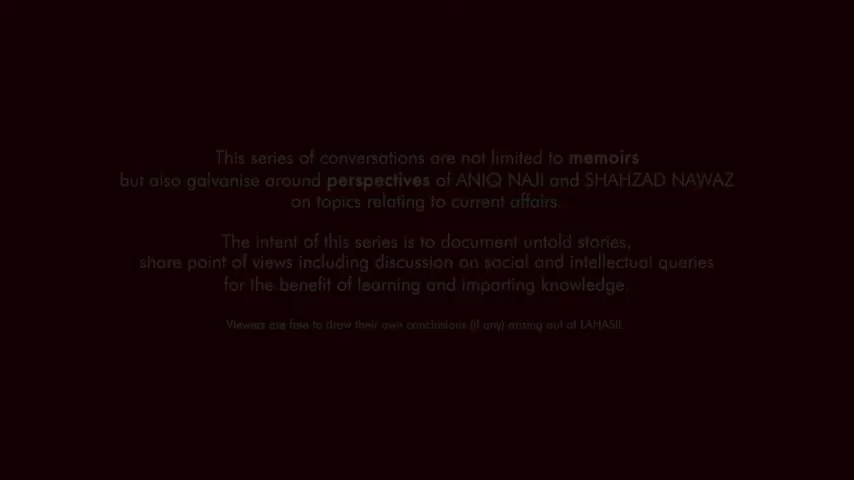 This series of conversations are not limited to memoirs
but also galvanise around perspectives of ANIQ NAJI and SHAHZAD NAWAZ
on topics relating to current affairs.
The intent of this series is to document untold stories,
share point of views including discussion on social and intellectual queries
for the benefit of learning and imparting knowledge.
Viewers are free to draw their own conclusions (if any) arising out of LAHASIL